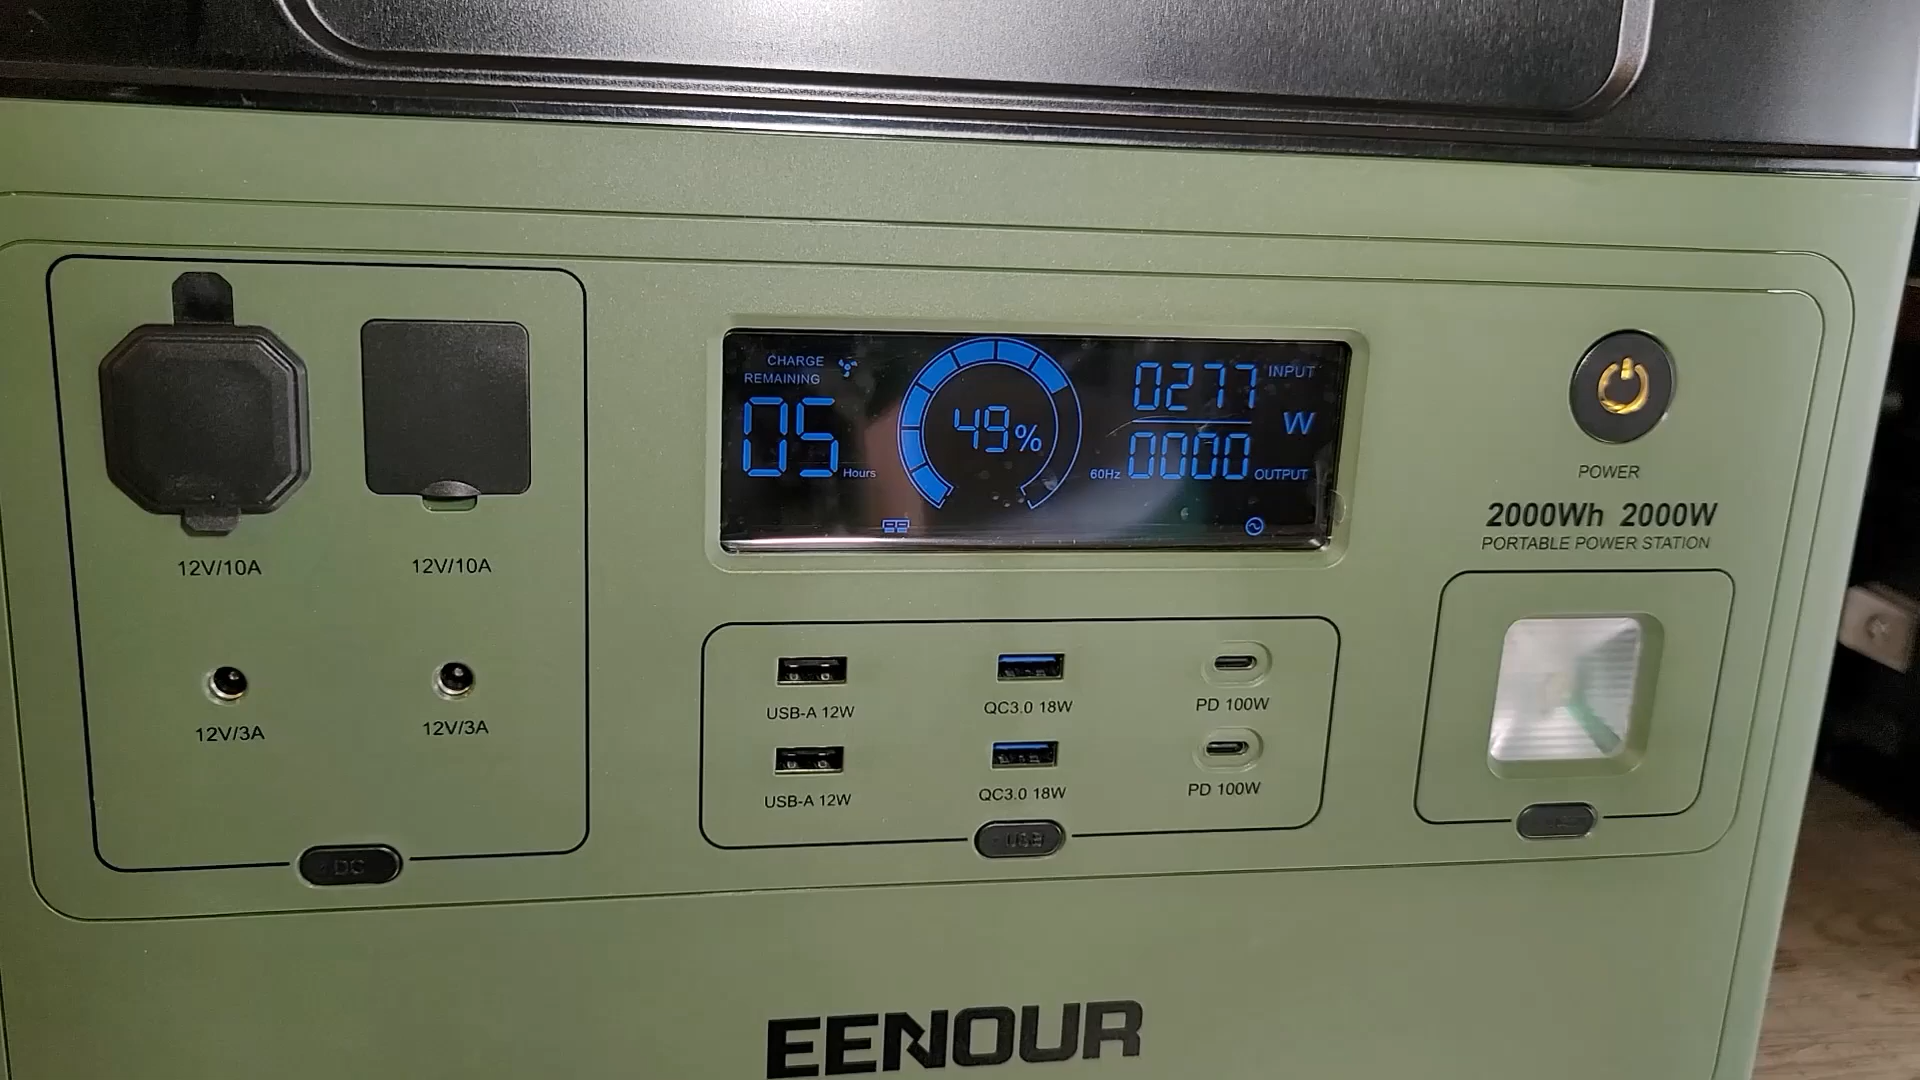 CHARGE
REMAINING
05 Hours
49%
0277 INPUT
W
60Hz 0000 OUTPUT
POWER
2000Wh 2000W
PORTABLE POWER STATION
12V/10A 12V/10A
12V/3A 12V/3A
DC
USB-A 12W QC3.0 18W PD 100W
USB-A 12W QC3.0 18W PD 100W
USB
EENOUR